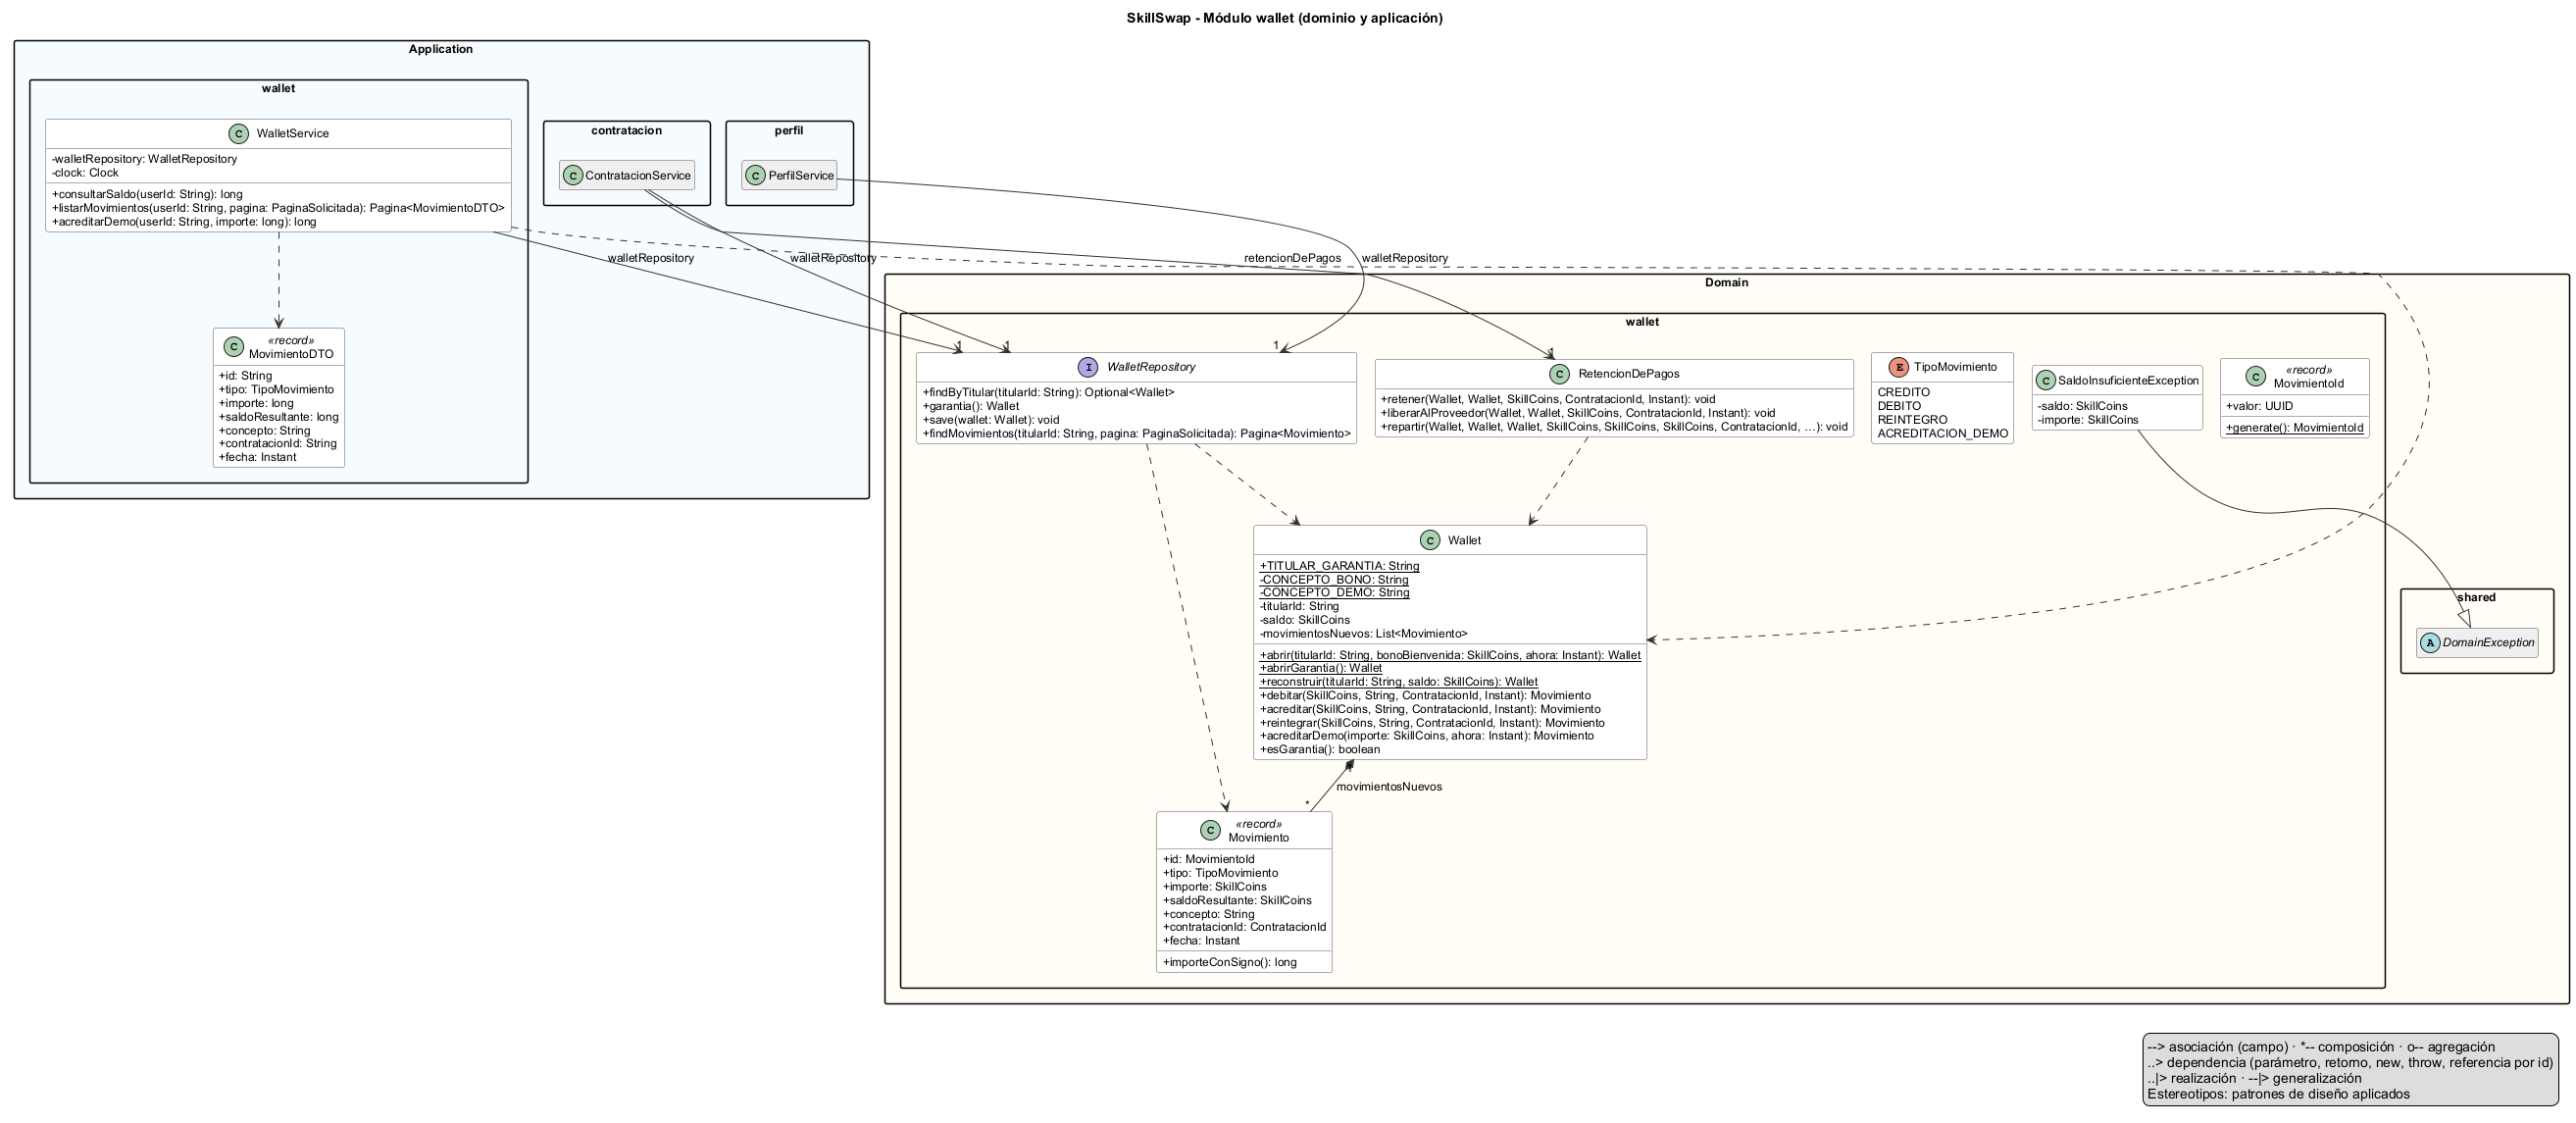 SkillSwap - Módulo wallet (dominio y aplicación)
Application
wallet
WalletService
-walletRepository: WalletRepository
-clock: Clock
+consultarSaldo(userId: String): long
+listarMovimientos(userId: String, pagina: PaginaSolicitada): Pagina<MovimientoDTO>
+acreditarDemo(userId: String, importe: long): long
contratacion
ContratacionService
perfil
PerfilService
walletRepository
walletRepository
retencionDePagos
walletRepository
«record»
MovimientoDTO
+id: String
+tipo: TipoMovimiento
+importe: long
+saldoResultante: long
+concepto: String
+contratacionId: String
+fecha: Instant
Domain
wallet
1
1
1
1
WalletRepository
+findByTitular(titularId: String): Optional<Wallet>
+garantia(): Wallet
+save(wallet: Wallet): void
+findMovimientos(titularId: String, pagina: PaginaSolicitada): Pagina<Movimiento>
RetencionDePagos
+retener(Wallet, Wallet, SkillCoins, ContratacionId, Instant): void
+liberarAlProveedor(Wallet, Wallet, SkillCoins, ContratacionId, Instant): void
+repartir(Wallet, Wallet, Wallet, SkillCoins, SkillCoins, SkillCoins, ContratacionId, …): void
TipoMovimiento
CREDITO
DEBITO
REINTEGRO
ACREDITACION_DEMO
SaldoInsuficienteException
-saldo: SkillCoins
-importe: SkillCoins
«record»
MovimientoId
+valor: UUID
+generate(): MovimientoId
Wallet
+TITULAR_GARANTIA: String
-CONCEPTO_BONO: String
-CONCEPTO_DEMO: String
-titularId: String
-saldo: SkillCoins
-movimientosNuevos: List<Movimiento>
+abrir(titularId: String, bonoBienvenida: SkillCoins, ahora: Instant): Wallet
+abrirGarantia(): Wallet
+reconstruir(titularId: String, saldo: SkillCoins): Wallet
+debitar(SkillCoins, String, ContratacionId, Instant): Movimiento
+acreditar(SkillCoins, String, ContratacionId, Instant): Movimiento
+reintegrar(SkillCoins, String, ContratacionId, Instant): Movimiento
+acreditarDemo(importe: SkillCoins, ahora: Instant): Movimiento
+esGarantia(): boolean
shared
DomainException
1
movimientosNuevos
*
«record»
Movimiento
+id: MovimientoId
+tipo: TipoMovimiento
+importe: SkillCoins
+saldoResultante: SkillCoins
+concepto: String
+contratacionId: ContratacionId
+fecha: Instant
+importeConSigno(): long
--> asociación (campo) · *-- composición · o-- agregación
..> dependencia (parámetro, retorno, new, throw, referencia por id)
..|> realización · --|> generalización
Estereotipos: patrones de diseño aplicados